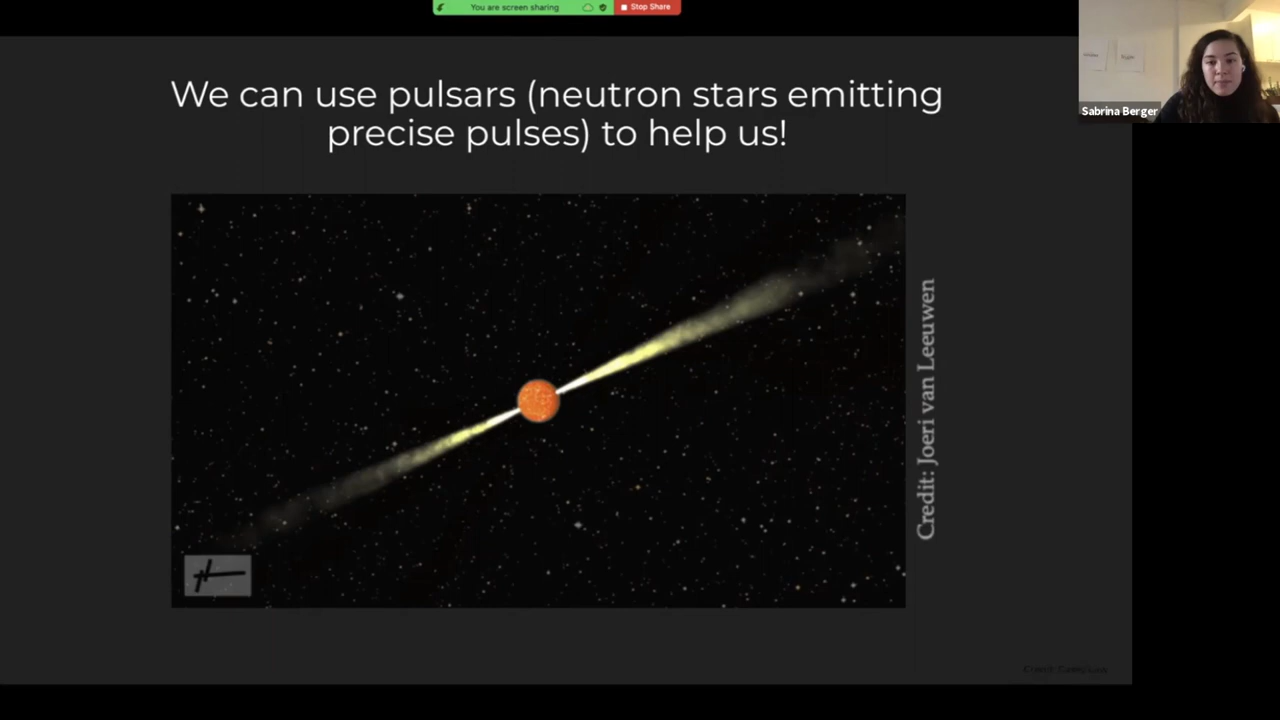 You are screen sharing
Stop Share
We can use pulsars (neutron stars emitting
precise pulses) to help us!
Sabrina Berger
Credit: Joeri van Leeuwen